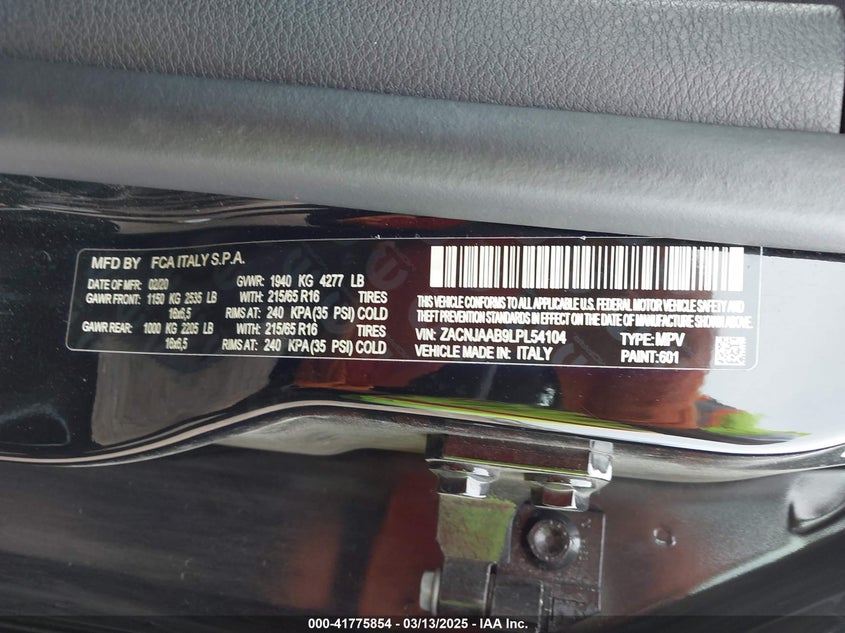 MFD BY FCA ITALY S.P.A.
DATE OF MFR: 02/20 GVWR: 1940 KG 4277 LB
GAWR FRONT: 1150 KG 2535 LB WITH: 215/65 R16 TIRES
16x6,5 RIMS AT: 240 KPA (35 PSI) COLD
GAWR REAR: 1000 KG 2205 LB WITH: 215/65 R16 TIRES
16x6,5 RIMS AT: 240 KPA (35 PSI) COLD
THIS VEHICLE CONFORMS TO ALL APPLICABLE U.S. FEDERAL MOTOR VEHICLE SAFETY AND
THEFT PREVENTION STANDARDS IN EFFECT ON THE DATE OF MANUFACTURE SHOWN ABOVE.
VIN: ZACNJAAB9LPL54104 TYPE: MPV
VEHICLE MADE IN: ITALY PAINT: 601
000-41775854 - 03/13/2025 - IAA Inc.